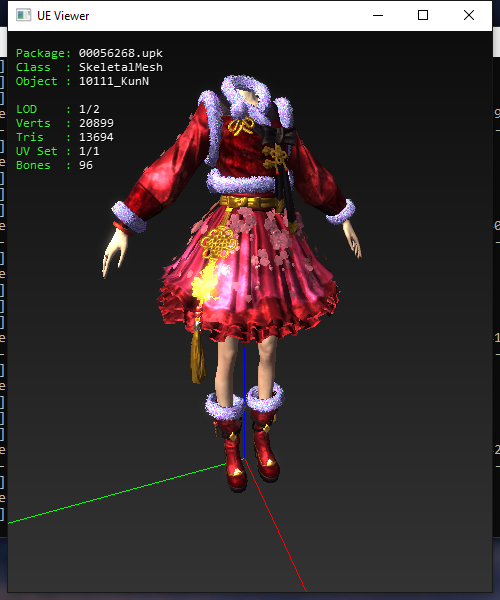 UE Viewer
Package: 00056268.upk
Class  : SkeletalMesh
Object : 10111_KunN
LOD    : 1/2
Verts  : 20899
Tris   : 13694
UV Set : 1/1
Bones  : 96